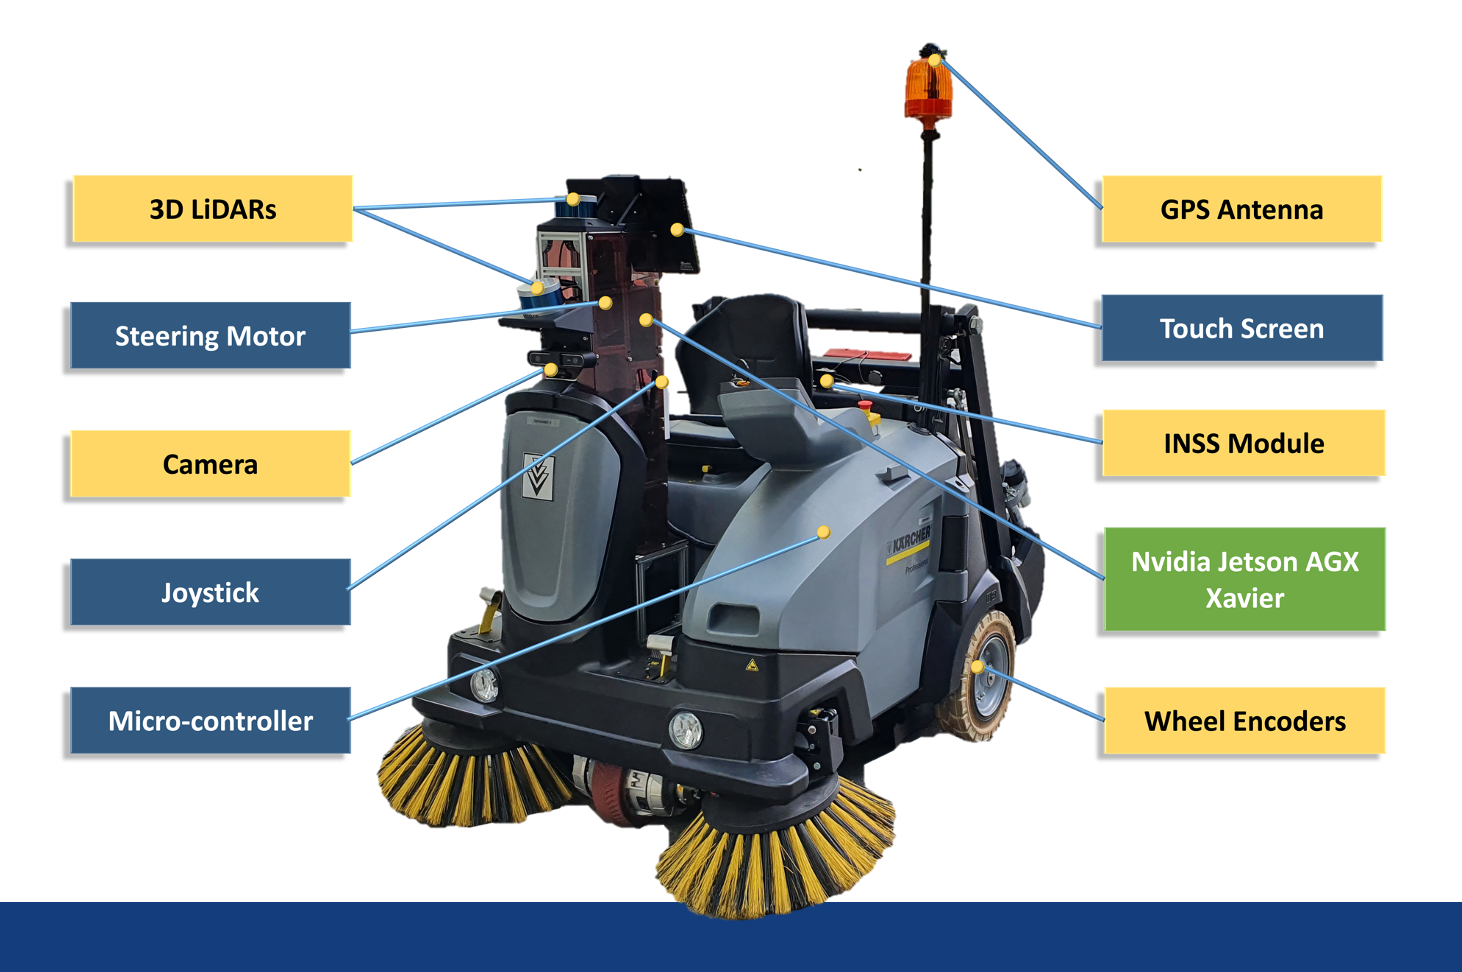 3D LiDARs
GPS Antenna
Steering Motor
Touch Screen
Camera
INSS Module
Joystick
Nvidia Jetson AGX
Xavier
Micro-controller
Wheel Encoders
KÄRCHER
Professional